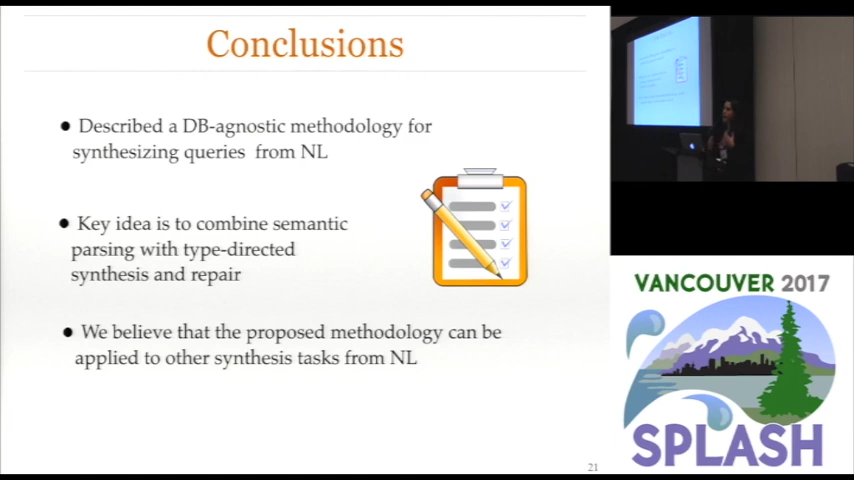 Conclusions
● Described a DB-agnostic methodology for
synthesizing queries from NL
● Key idea is to combine semantic
parsing with type-directed
synthesis and repair
● We believe that the proposed methodology can be
applied to other synthesis tasks from NL
21
VANCOUVER 2017
SPLASH